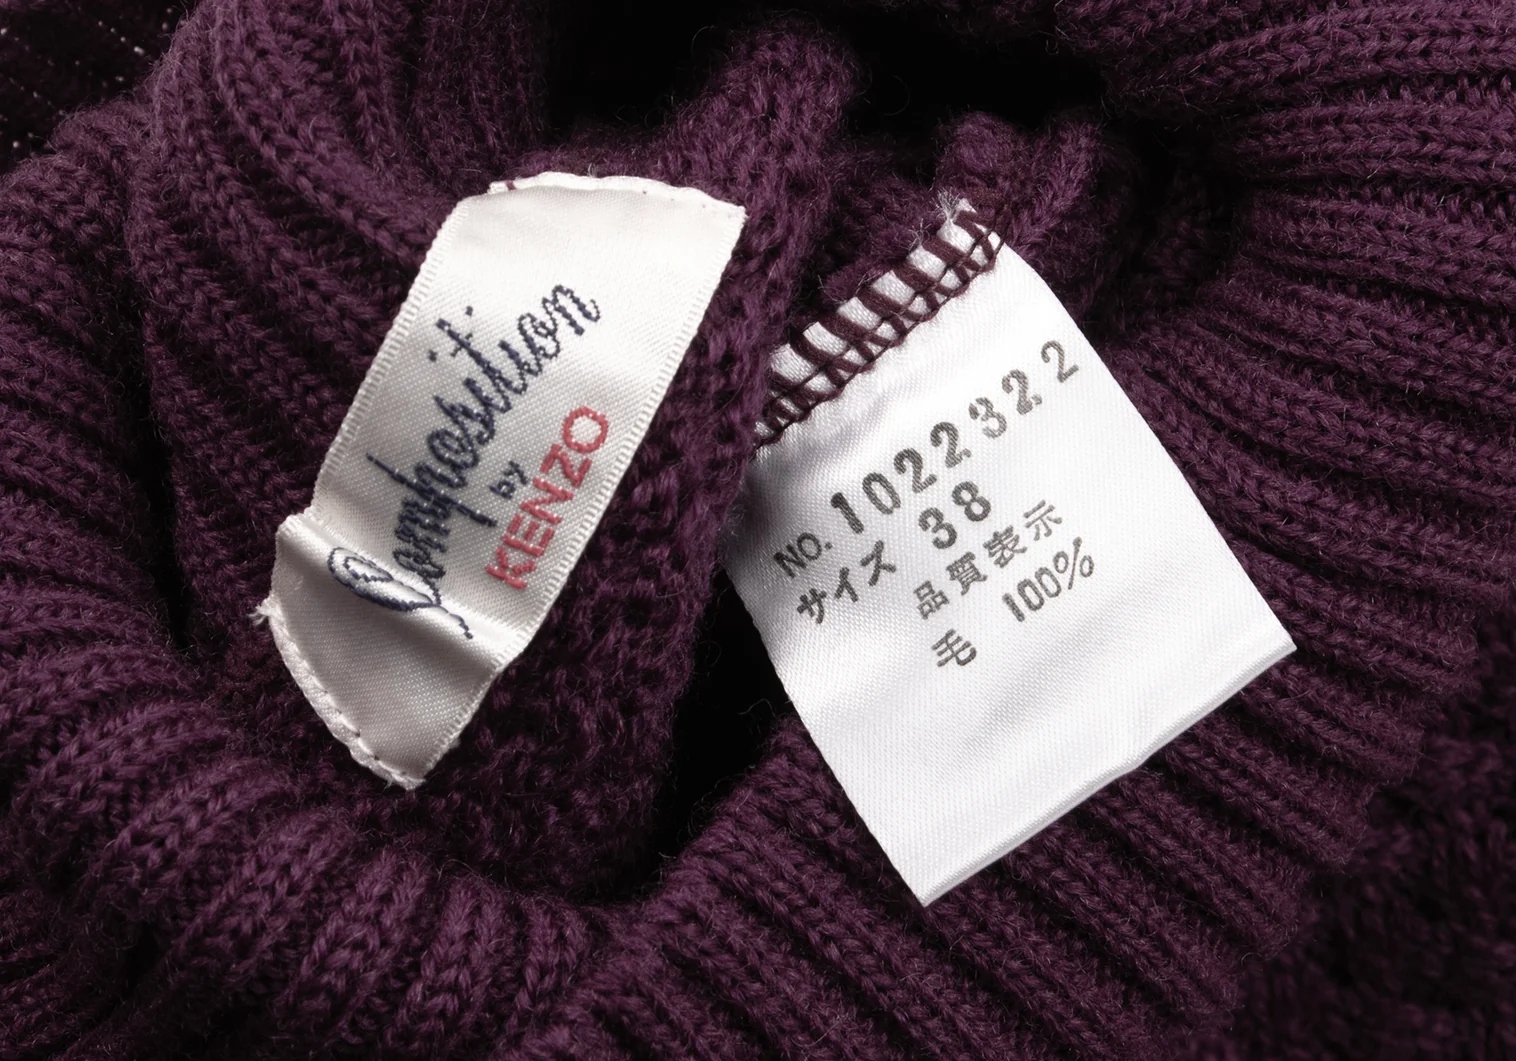 Composition
by
KENZO
NO. 1022322
サイズ 38
品質表示
毛 100%